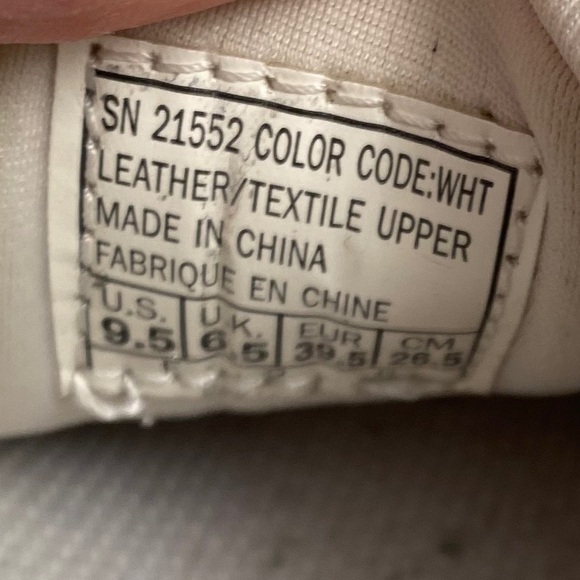 SN 21552 COLOR CODE:WHT
LEATHER/TEXTILE UPPER
MADE IN CHINA
FABRIQUE EN CHINE
U.S. U.K. EUR CM
9.5 6.5 39.5 26.5